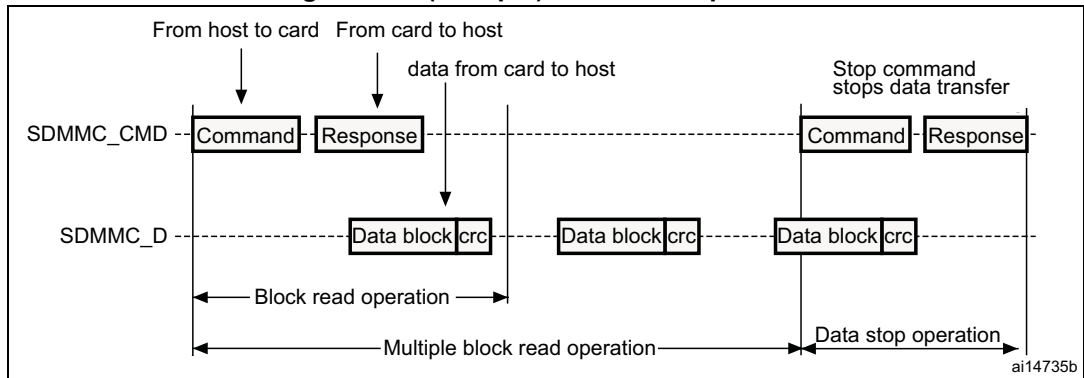 From host to card From card to host
data from card to host
Stop command
stops data transfer
SDMMC_CMD Command Response Command Response
SDMMC_D Data block crc Data block crc Data block crc
Block read operation
Data stop operation
Multiple block read operation
ai14735b